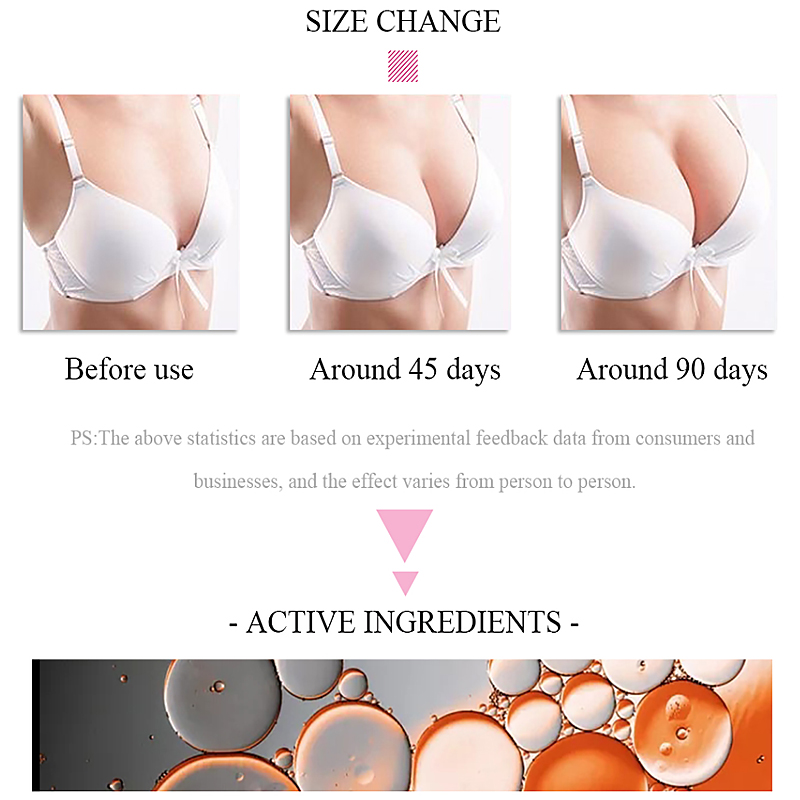 SIZE CHANGE
Before use
Around 45 days
Around 90 days
PS:The above statistics are based on experimental feedback data from consumers and
businesses, and the effect varies from person to person.
- ACTIVE INGREDIENTS -